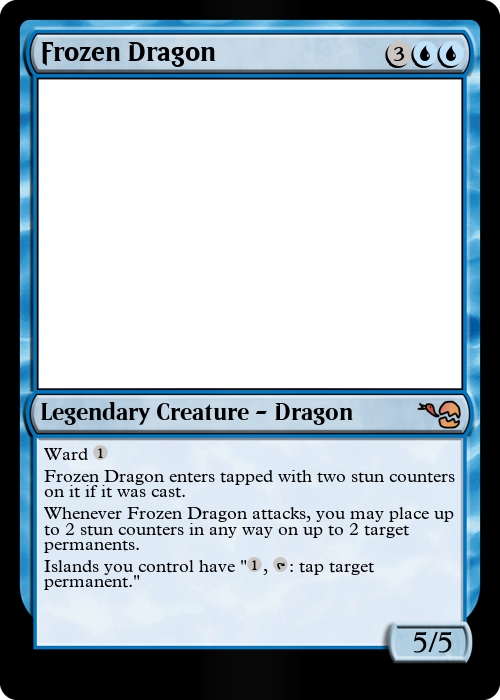 Frozen Dragon 3
Legendary Creature – Dragon
Ward 1
Frozen Dragon enters tapped with two stun counters
on it if it was cast.
Whenever Frozen Dragon attacks, you may place up
to 2 stun counters in any way on up to 2 target
permanents.
Islands you control have "1, : tap target
permanent."
5/5